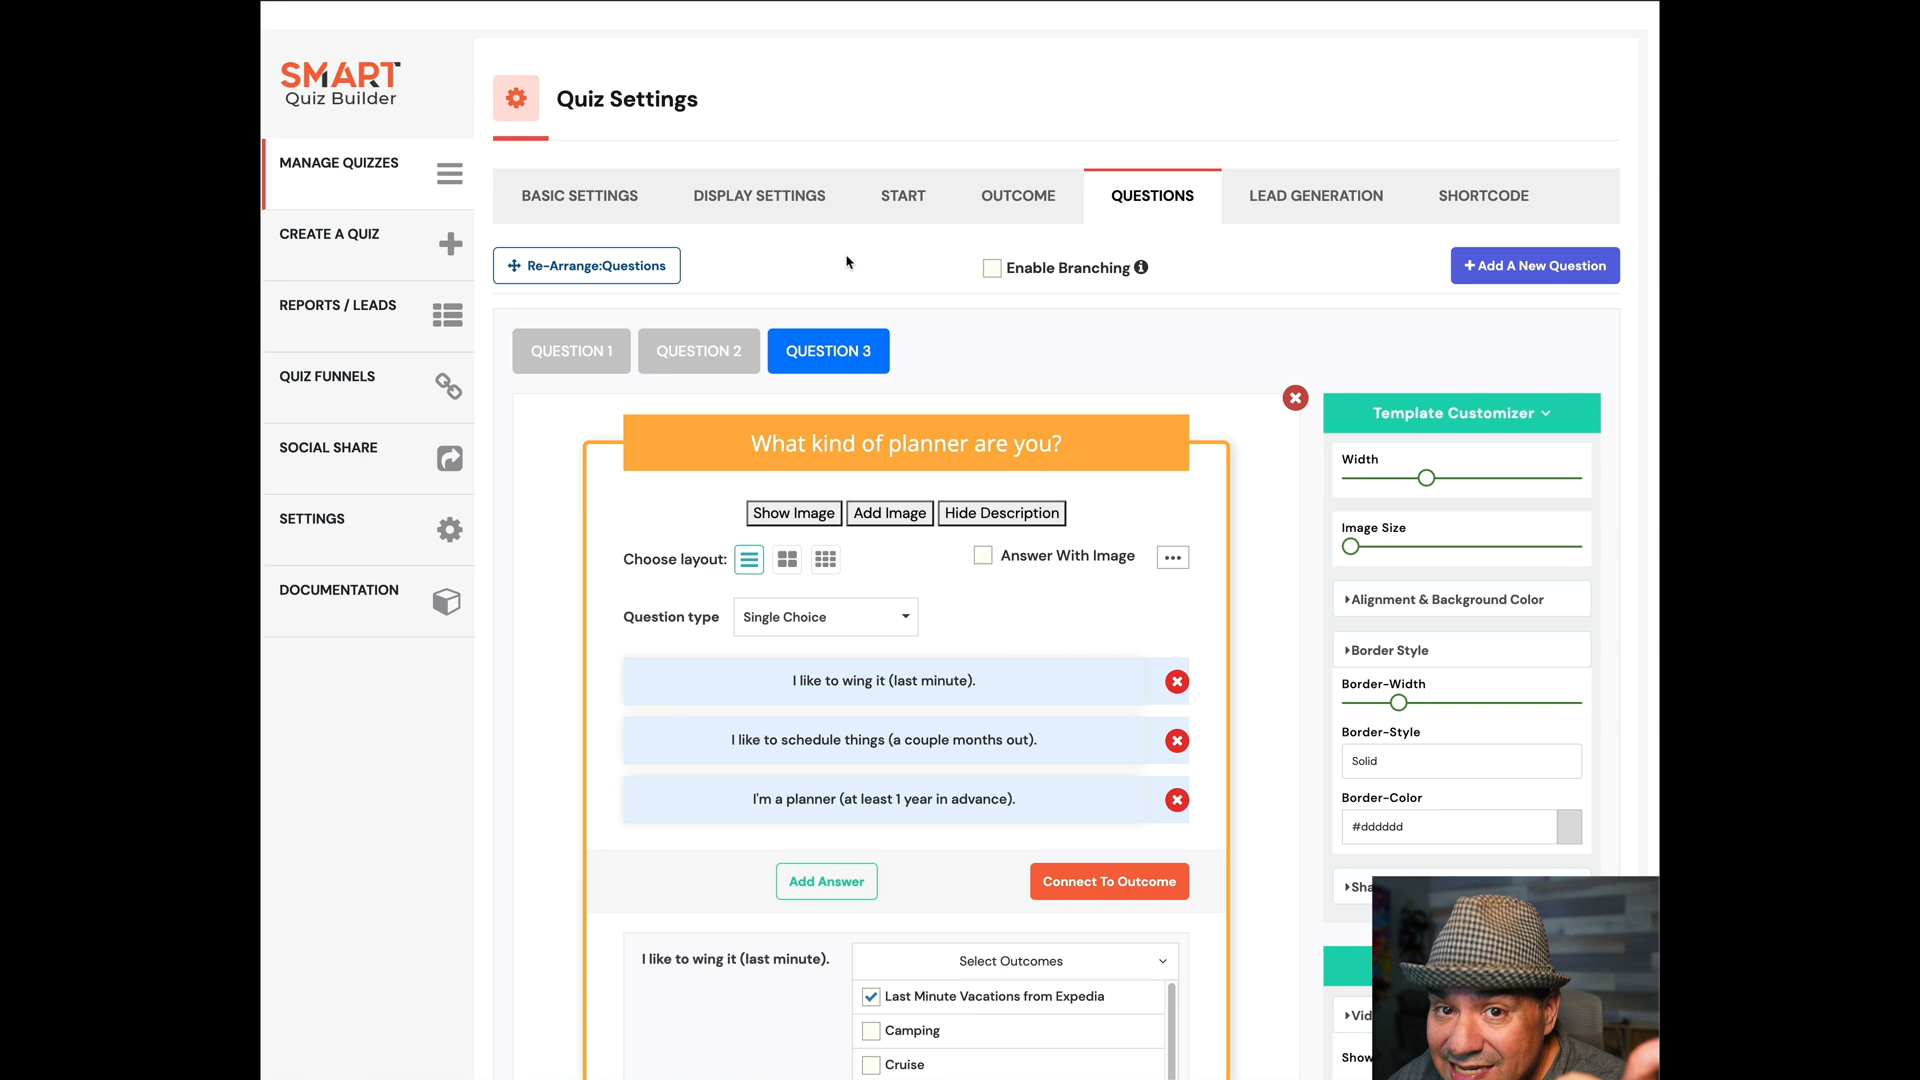 SMART
Quiz Builder
Quiz Settings
MANAGE QUIZZES
CREATE A QUIZ
REPORTS / LEADS
QUIZ FUNNELS
SOCIAL SHARE
SETTINGS
DOCUMENTATION
BASIC SETTINGS
DISPLAY SETTINGS
START
OUTCOME
QUESTIONS
LEAD GENERATION
SHORTCODE
Re-Arrange:Questions
Enable Branching
+ Add A New Question
QUESTION 1
QUESTION 2
QUESTION 3
What kind of planner are you?
Show Image
Add Image
Hide Description
Choose layout:
Answer With Image
Question type
Single Choice
I like to wing it (last minute).
I like to schedule things (a couple months out).
I'm a planner (at least 1 year in advance).
Add Answer
Connect To Outcome
I like to wing it (last minute).
Select Outcomes
Last Minute Vacations from Expedia
Camping
Cruise
Template Customizer
Width
Image Size
Alignment & Background Color
Border Style
Border-Width
Border-Style
Solid
Border-Color
#dddddd
Sha
Vid
Show